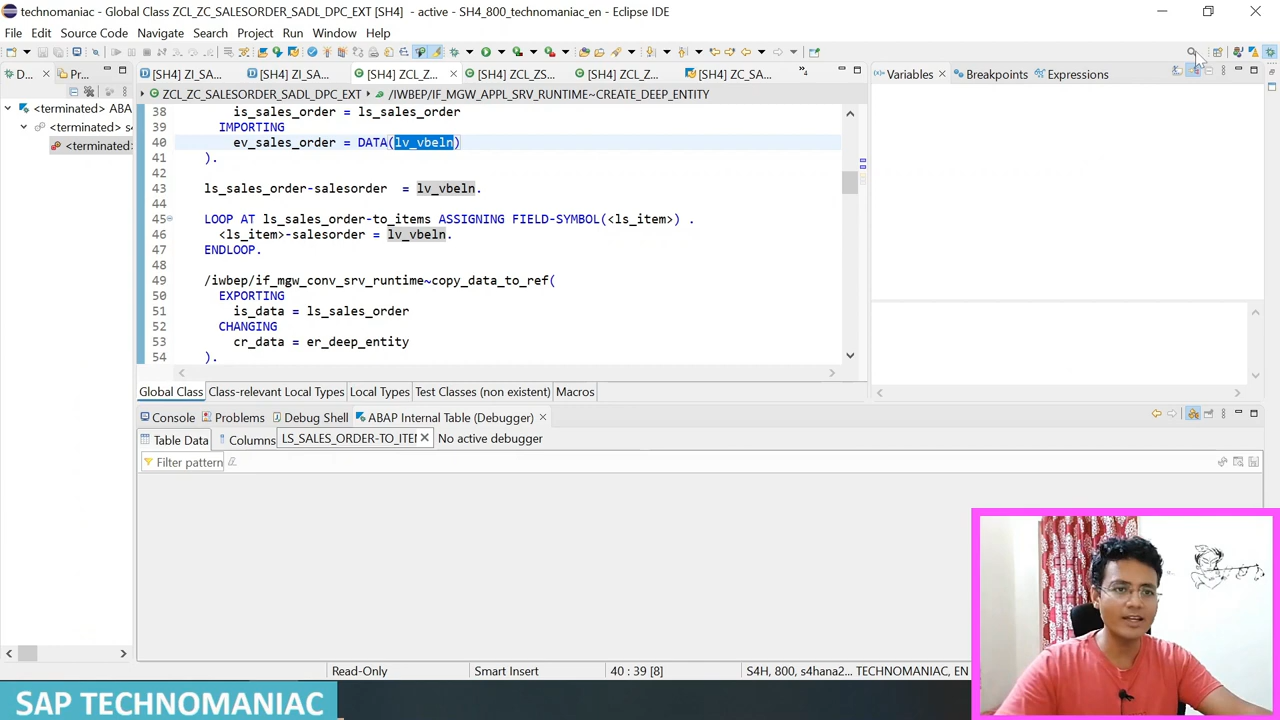 technomaniac - Global Class ZCL_ZC_SALESORDER_SADL_DPC_EXT [SH4] - active - SH4_800_technomaniac_en - Eclipse IDE
File Edit Source Code Navigate Search Project Run Window Help
D... Pr... [SH4] ZI_SA... [SH4] ZI_SA... [SH4] ZCL_Z... [SH4] ZCL_ZS... [SH4] ZCL_Z... [SH4] ZC_SA... Variables Breakpoints Expressions
ZCL_ZC_SALESORDER_SADL_DPC_EXT /IWBEP/IF_MGW_APPL_SRV_RUNTIME~CREATE_DEEP_ENTITY
<terminated> ABAP
<terminated> s4
<terminated>
38 is_sales_order = ls_sales_order
39 IMPORTING
40 ev_sales_order = DATA(lv_vbeln)
41 ).
42
43 ls_sales_order-salesorder = lv_vbeln.
44
45 LOOP AT ls_sales_order-to_items ASSIGNING FIELD-SYMBOL(<ls_item>) .
46 <ls_item>-salesorder = lv_vbeln.
47 ENDLOOP.
48
49 /iwbep/if_mgw_conv_srv_runtime~copy_data_to_ref(
50 EXPORTING
51 is_data = ls_sales_order
52 CHANGING
53 cr_data = er_deep_entity
54 ).
Global Class Class-relevant Local Types Local Types Test Classes (non existent) Macros
Console Problems Debug Shell ABAP Internal Table (Debugger)
Table Data Columns LS_SALES_ORDER-TO_ITE No active debugger
Filter pattern
Read-Only Smart Insert 40 : 39 [8] S4H, 800, s4hana2... TECHNOMANIAC, EN
SAP TECHNOMANIAC